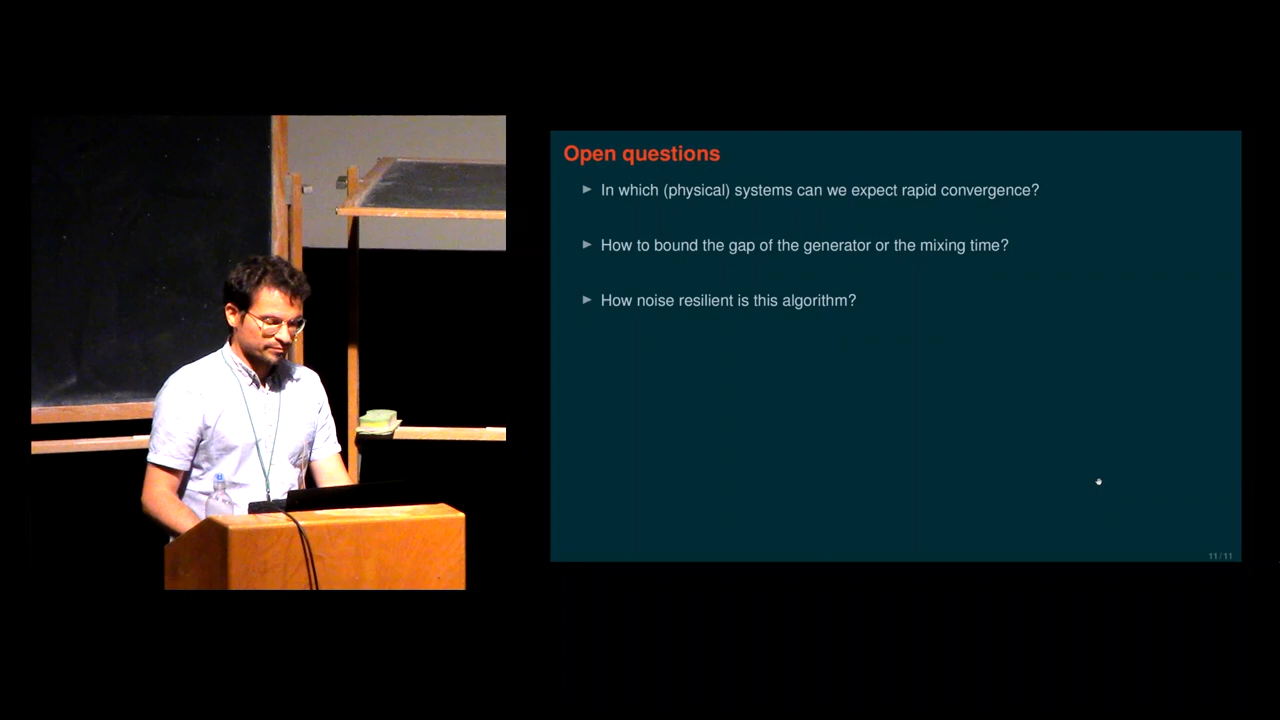 Open questions
In which (physical) systems can we expect rapid convergence?
How to bound the gap of the generator or the mixing time?
How noise resilient is this algorithm?
11/11